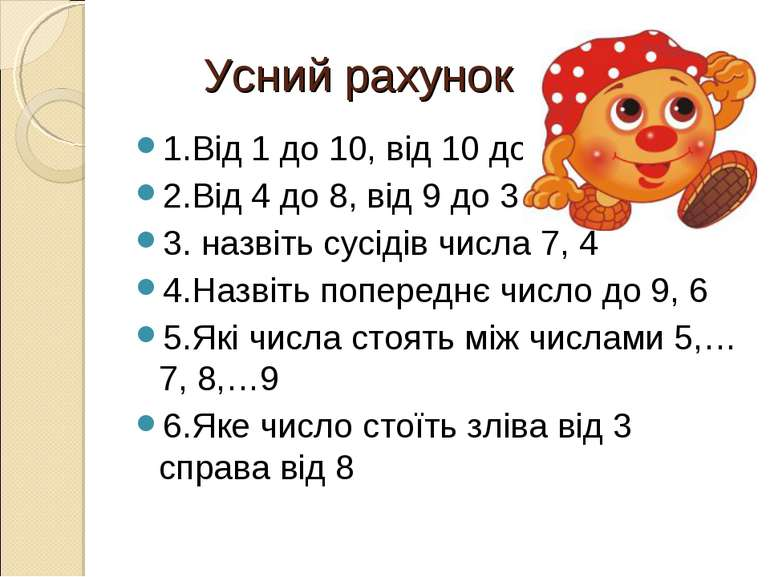 Усний рахунок
1.Від 1 до 10, від 10 до
2.Від 4 до 8, від 9 до 3
3. назвіть сусідів числа 7, 4
4.Назвіть попереднє число до 9, 6
5.Які числа стоять між числами 5,…
7, 8,…9
6.Яке число стоїть зліва від 3
справа від 8